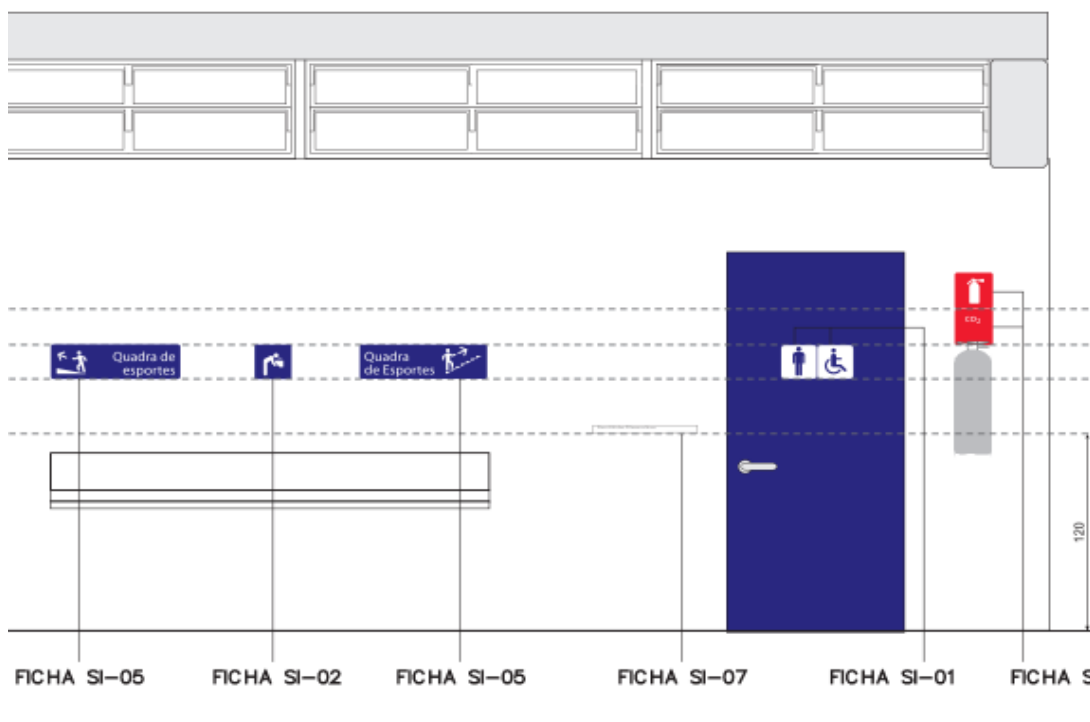 Quadra de
esportes
Quadra
de Esportes
CO₂
120
FICHA SI-05
FICHA SI-02
FICHA SI-05
FICHA SI-07
FICHA SI-01
FICHA S